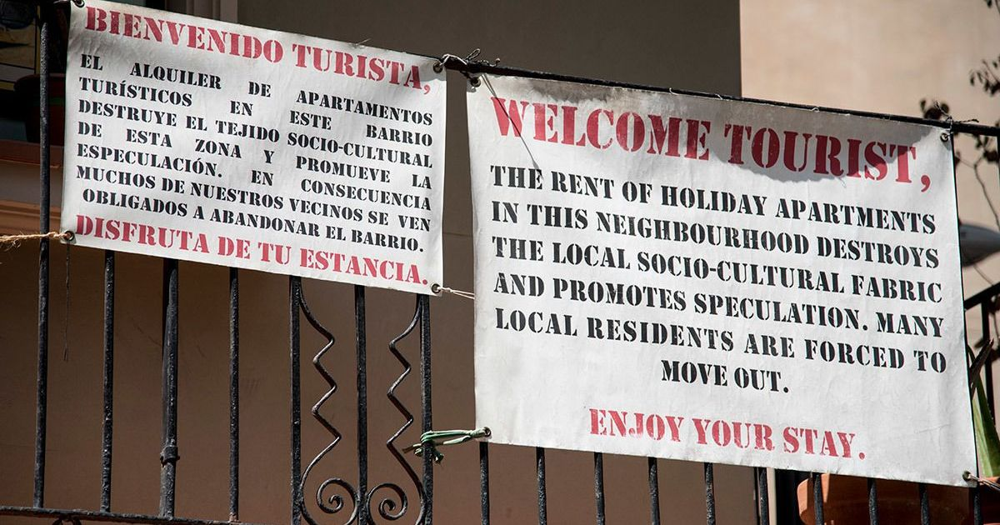 BIENVENIDO TURISTA,
EL ALQUILER DE APARTAMENTOS
TURÍSTICOS EN ESTE BARRIO
DESTRUYE EL TEJIDO SOCIO-CULTURAL
DE ESTA ZONA Y PROMUEVE LA
ESPECULACIÓN. EN CONSECUENCIA
MUCHOS DE NUESTROS VECINOS SE VEN
OBLIGADOS A ABANDONAR EL BARRIO.
DISFRUTA DE TU ESTANCIA.
WELCOME TOURIST,
THE RENT OF HOLIDAY APARTMENTS
IN THIS NEIGHBOURHOOD DESTROYS
THE LOCAL SOCIO-CULTURAL FABRIC
AND PROMOTES SPECULATION. MANY
LOCAL RESIDENTS ARE FORCED TO
MOVE OUT.
ENJOY YOUR STAY.